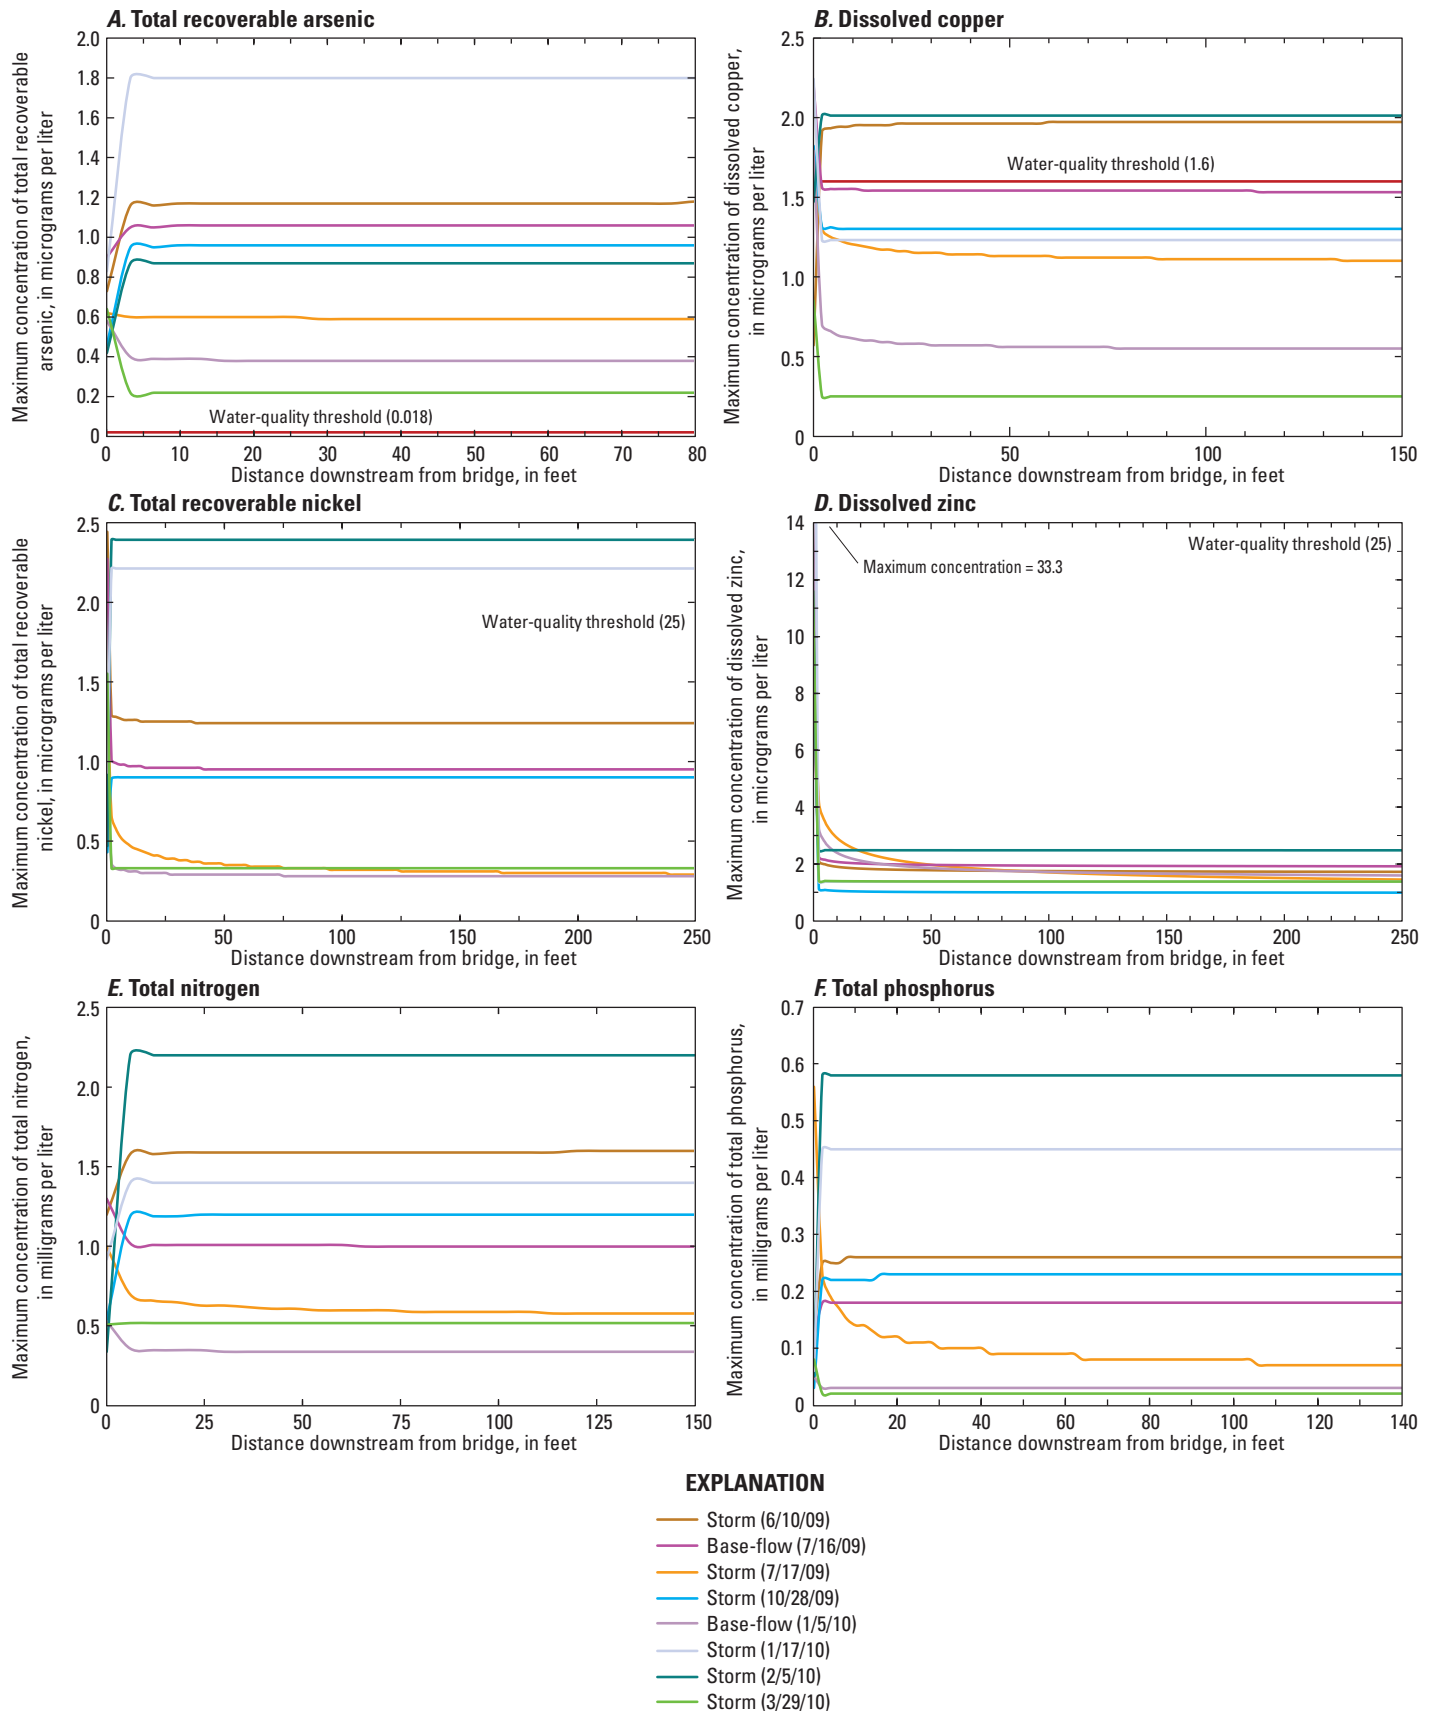 A. Total recoverable arsenic
Maximum concentration of total recoverable
arsenic, in micrograms per liter
2.0
1.8
1.6
1.4
1.2
1.0
0.8
0.6
0.4
0.2
0
Water-quality threshold (0.018)
0 10 20 30 40 50 60 70 80
Distance downstream from bridge, in feet
B. Dissolved copper
Maximum concentration of dissolved copper,
in micrograms per liter
2.5
2.0
1.5
1.0
0.5
0
Water-quality threshold (1.6)
0 50 100 150
Distance downstream from bridge, in feet
C. Total recoverable nickel
Maximum concentration of total recoverable
nickel, in micrograms per liter
2.5
2.0
1.5
1.0
0.5
0
Water-quality threshold (25)
0 50 100 150 200 250
Distance downstream from bridge, in feet
D. Dissolved zinc
Maximum concentration of dissolved zinc,
in micrograms per liter
14
12
10
8
6
4
2
0
Water-quality threshold (25)
Maximum concentration = 33.3
0 50 100 150 200 250
Distance downstream from bridge, in feet
E. Total nitrogen
Maximum concentration of total nitrogen,
in milligrams per liter
2.5
2.0
1.5
1.0
0.5
0
0 25 50 75 100 125 150
Distance downstream from bridge, in feet
F. Total phosphorus
Maximum concentration of total phosphorus,
in milligrams per liter
0.7
0.6
0.5
0.4
0.3
0.2
0.1
0
0 20 40 60 80 100 120 140
Distance downstream from bridge, in feet
EXPLANATION
Storm (6/10/09)
Base-flow (7/16/09)
Storm (7/17/09)
Storm (10/28/09)
Base-flow (1/5/10)
Storm (1/17/10)
Storm (2/5/10)
Storm (3/29/10)